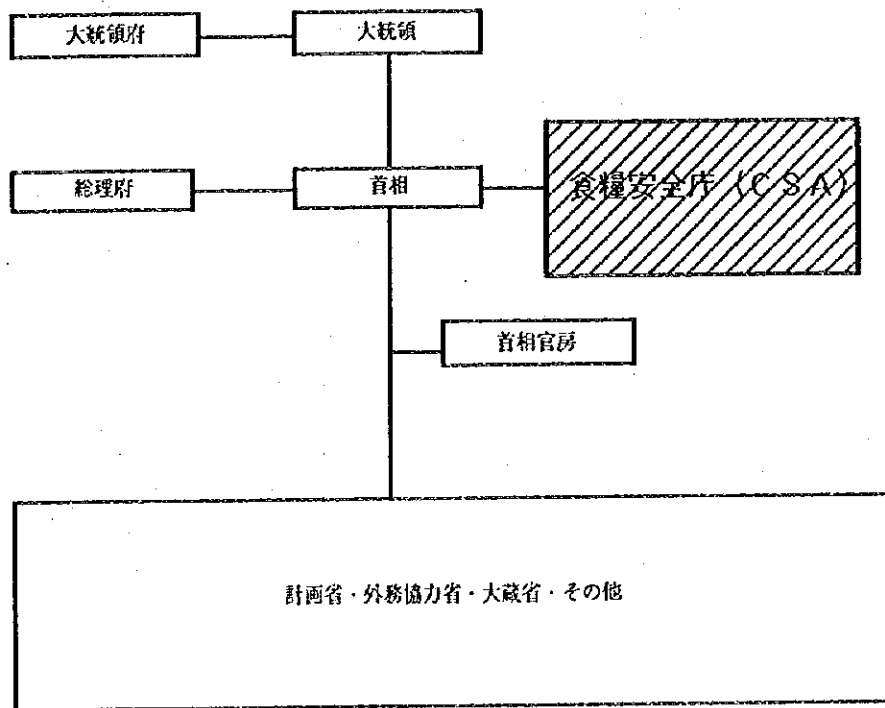 大統領府
大統領
総理府
首相
食糧安全庁 (CSA)
首相官房
計画省・外務協力省・大蔵省・その他